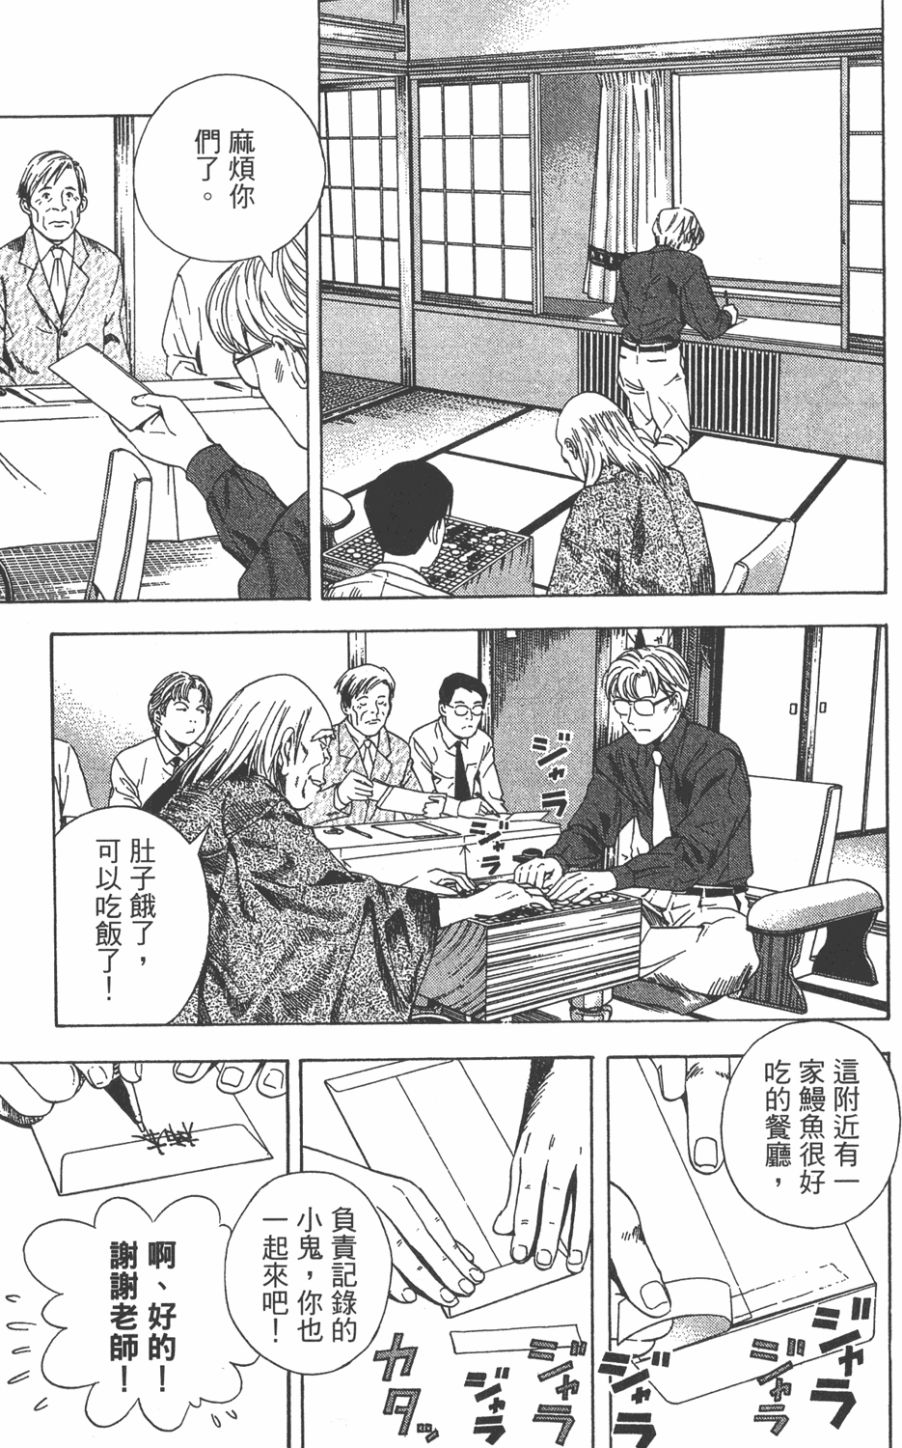 麻煩你
們了。
ジャラ
ジャラ
肚子餓了，
可以吃飯了！
這附近有一
家鰻魚很好
吃的餐廳，
ジャラ
ジャラ
ジャラ
負責記錄的
小鬼，你也
一起來吧！
ジャラ
ジャラ
カタッ
啊、好的！
謝謝老師！